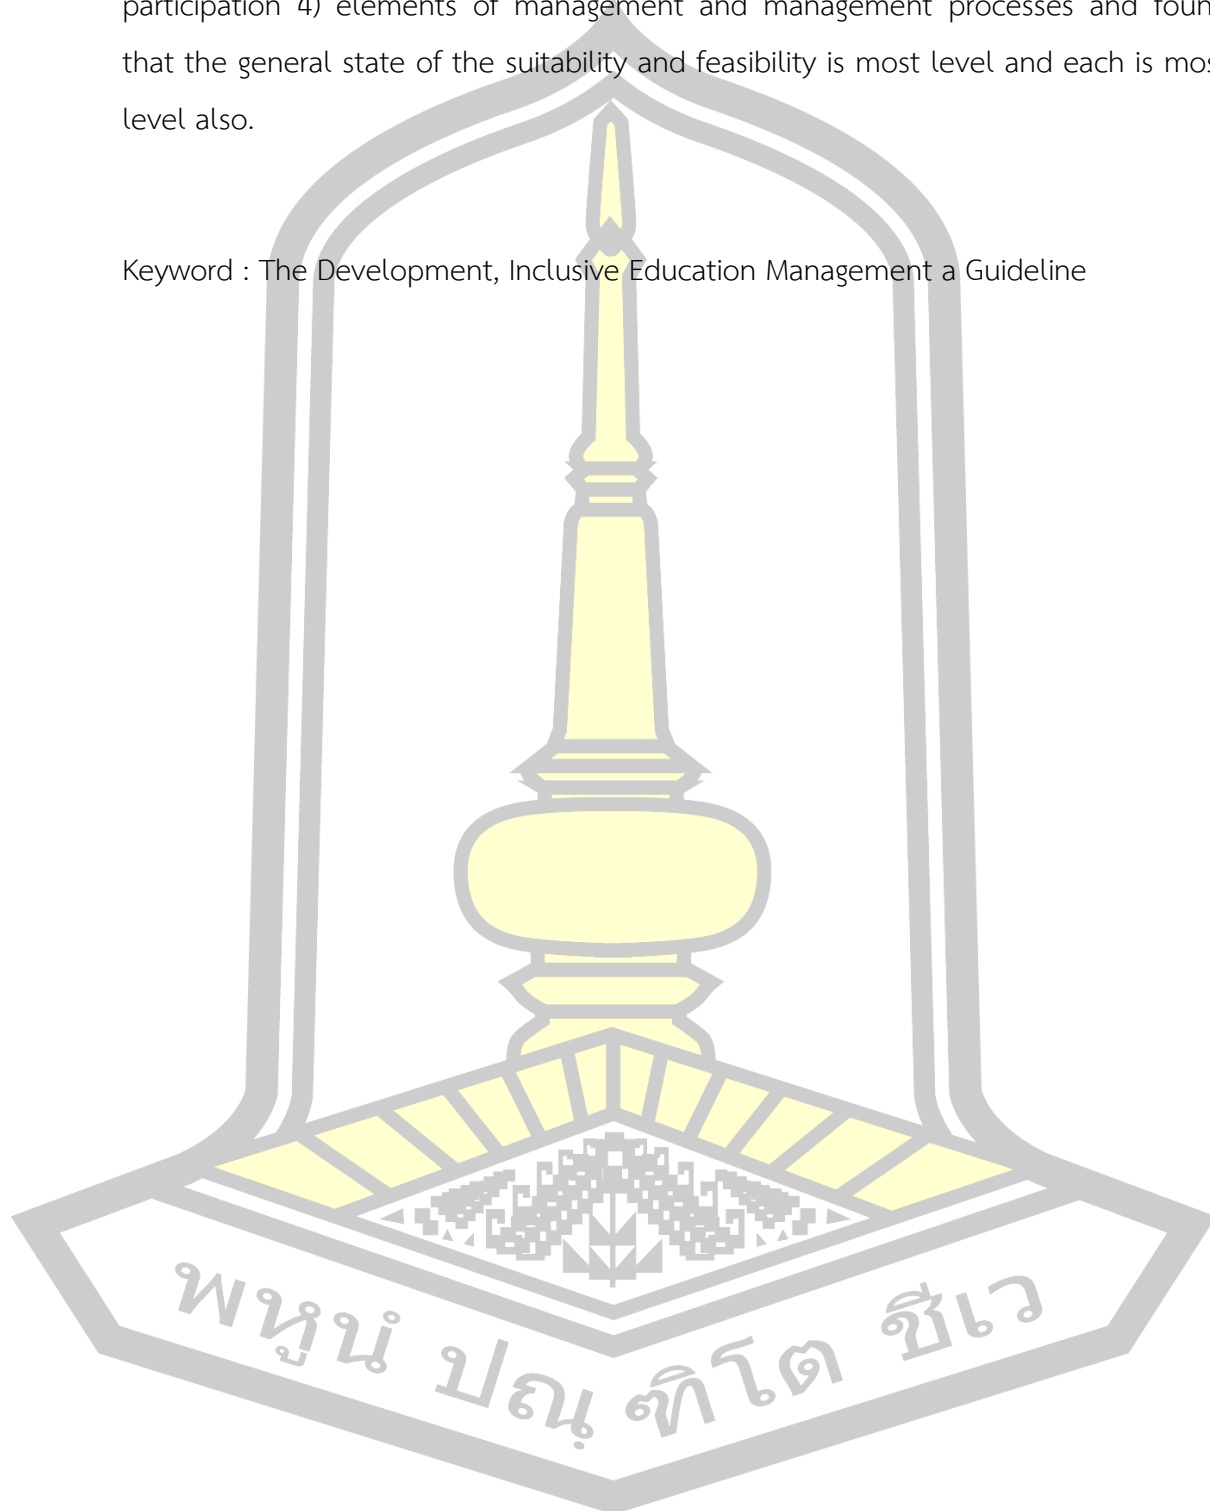 participation 4) elements of management and management processes and foun
that the general state of the suitability and feasibility is most level and each is mos
level also.
Keyword : The Development, Inclusive Education Management a Guideline
พหูนํ ปณฺฑิโต ชีเว